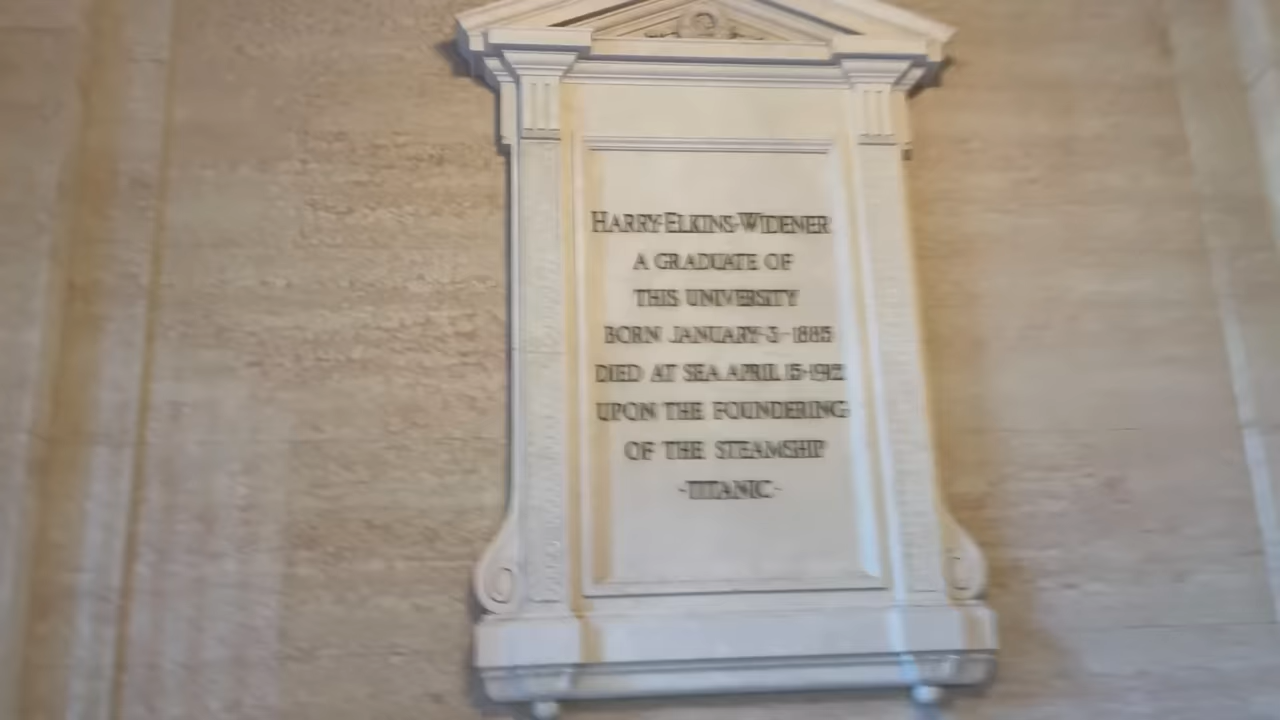 HARRY·ELKINS·WIDENER
A GRADUATE OF
THIS UNIVERSITY
BORN JANUARY·3·1885
DIED AT SEA APRIL 15·1912
UPON THE FOUNDERING
OF THE STEAMSHIP
·TITANIC·